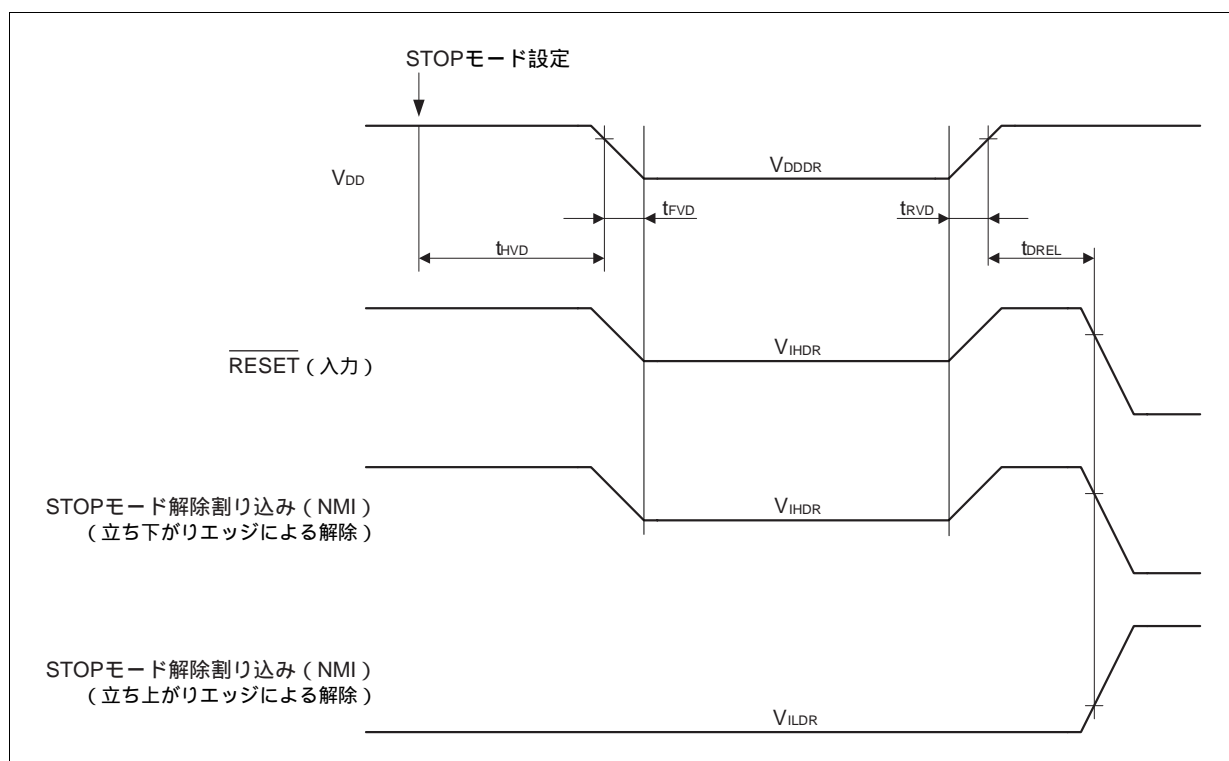 STOPモード設定
VDD
VDDDR
tFVD
tRVD
tHVD
tDREL
RESET（入力）
VIHDR
STOPモード解除割り込み（NMI）
（立ち下がりエッジによる解除）
VIHDR
STOPモード解除割り込み（NMI）
（立ち上がりエッジによる解除）
VILDR